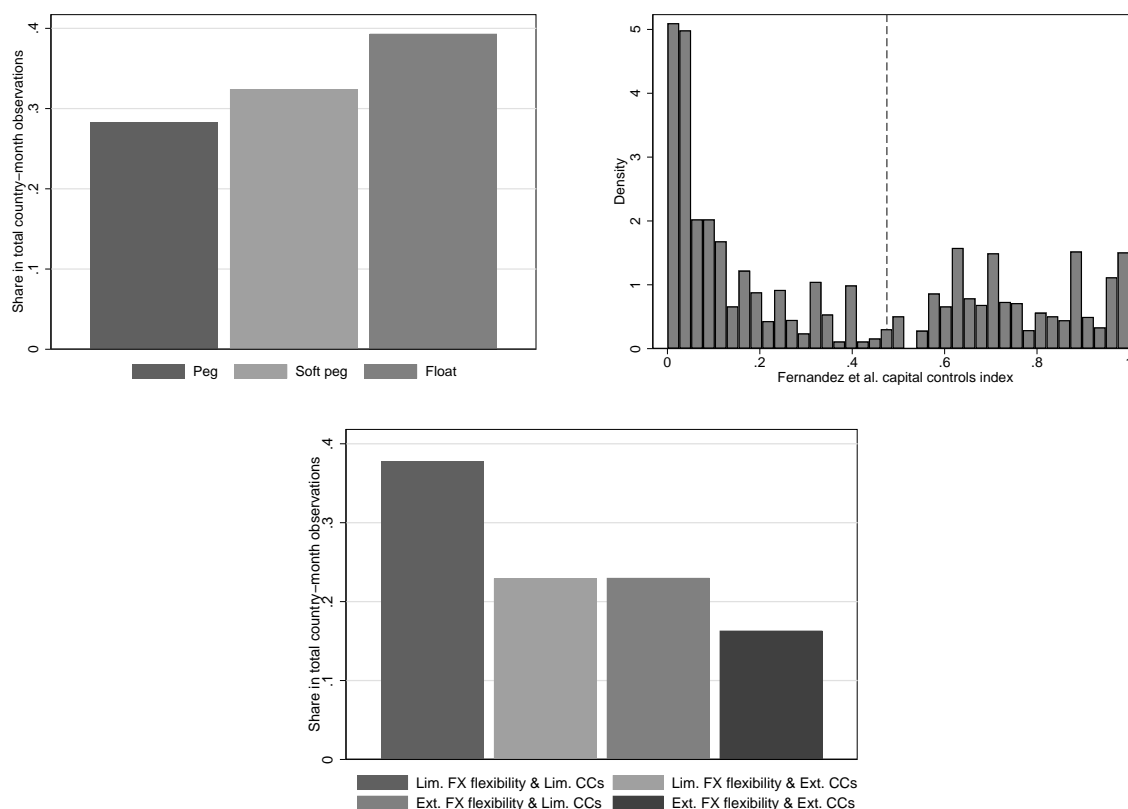 Share in total country−month observations
0
.1
.2
.3
.4
Peg
Soft peg
Float
Density
0
1
2
3
4
5
0
.2
.4
.6
.8
1
Fernandez et al. capital controls index
Share in total country−month observations
0
.1
.2
.3
.4
Lim. FX flexibility & Lim. CCs
Lim. FX flexibility & Ext. CCs
Ext. FX flexibility & Lim. CCs
Ext. FX flexibility & Ext. CCs